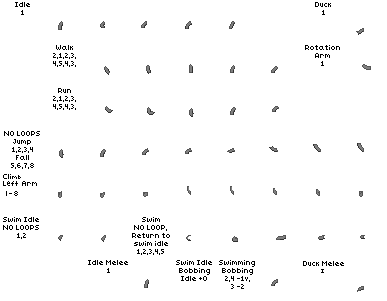 Idle
1
Duck
1
Walk
2,1,2,3,
4,5,4,3,
Rotation
Arm
1
Run
2,1,2,3,
4,5,4,3,
NO LOOPS
Jump
1,2,3,4
Fall
5,6,7,8
Climb
Left Arm
1-8
Swim Idle
NO LOOPS
1,2
Swim
NO LOOP,
Return to
swim idle
1,2,3,4,5
Swim Idle
Bobbing
Idle +0
Swimming
Bobbing
2,4 -1v,
3 -2
Idle Melee
1
Duck Melee
1